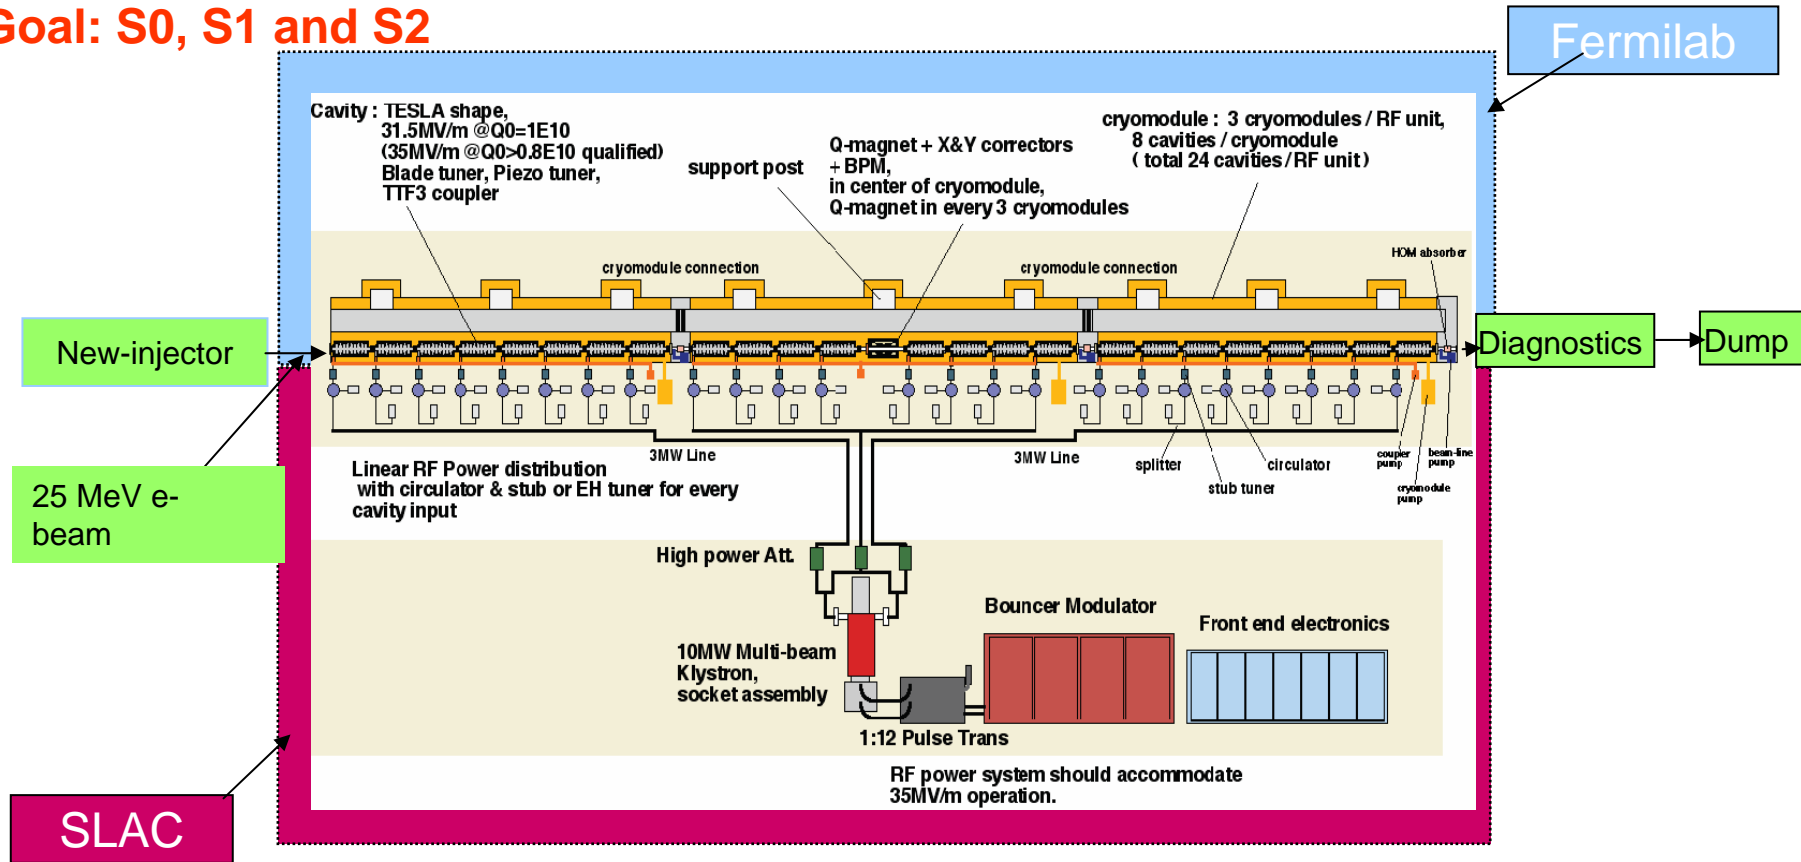 Goal: S0, S1 and S2
Fermilab
Cavity : TESLA shape,
31.5MV/m @Q0=1E10
(35MV/m @Q0>0.8E10 qualified)
Blade tuner, Piezo tuner,
TTF3 coupler
support post
Q-magnet + X&Y correctors
+ BPM,
in center of cryomodule,
Q-magnet in every 3 cryomodules
cryomodule : 3 cryomodules / RF unit,
8 cavities / cryomodule
( total 24 cavities / RF unit )
HOM absorber
cryomodule connection
cryomodule connection
New-injector
Diagnostics
Dump
25 MeV e-
beam
3MW Line
3MW Line
splitter
circulator
stub tuner
coupler
pump
beam-line
pump
cryomodule
pump
Linear RF Power distribution
with circulator & stub or EH tuner for every
cavity input
High power Att.
Bouncer Modulator
Front end electronics
10MW Multi-beam
Klystron,
socket assembly
1:12 Pulse Trans
RF power system should accommodate
35MV/m operation.
SLAC